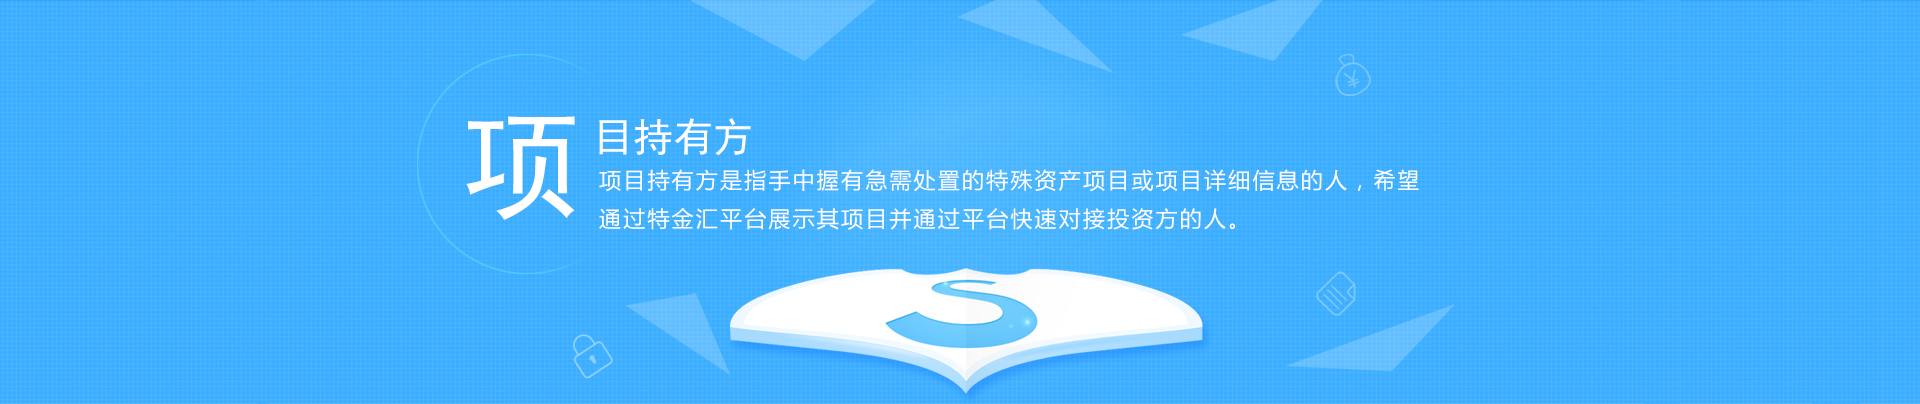 项目持有方
项目持有方是指手中握有急需处置的特殊资产项目或项目详细信息的人，希望
通过特金汇平台展示其项目并通过平台快速对接投资方的人。
S